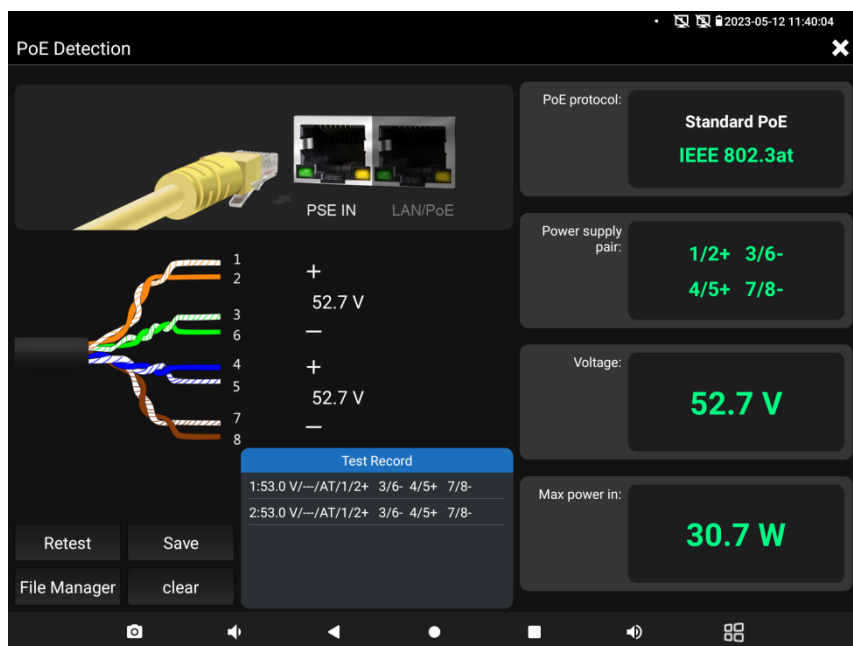 2023-05-12 11:40:04
PoE Detection
PSE IN LAN/PoE
1
2
3
6
4
5
7
8
+
52.7 V
—
+
52.7 V
—
Test Record
1:53.0 V/---/AT/1/2+ 3/6- 4/5+ 7/8-
2:53.0 V/---/AT/1/2+ 3/6- 4/5+ 7/8-
Retest Save
File Manager clear
PoE protocol:
Standard PoE
IEEE 802.3at
Power supply
pair:
1/2+ 3/6-
4/5+ 7/8-
Voltage:
52.7 V
Max power in:
30.7 W